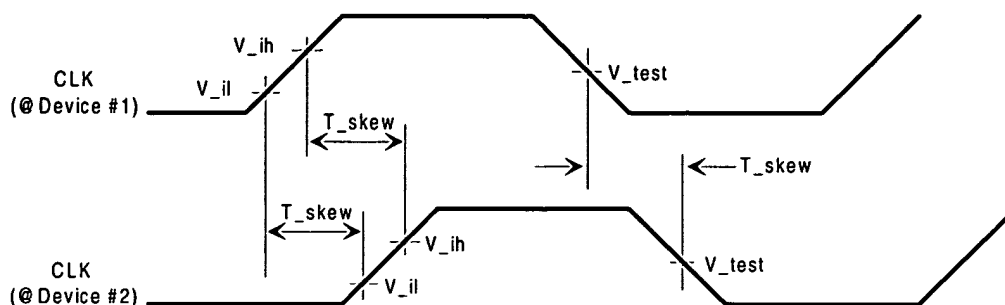 V_ih
CLK
(@Device #1)
V_il
V_test
T_skew
T_skew
T_skew
V_ih
CLK
(@Device #2)
V_il
V_test